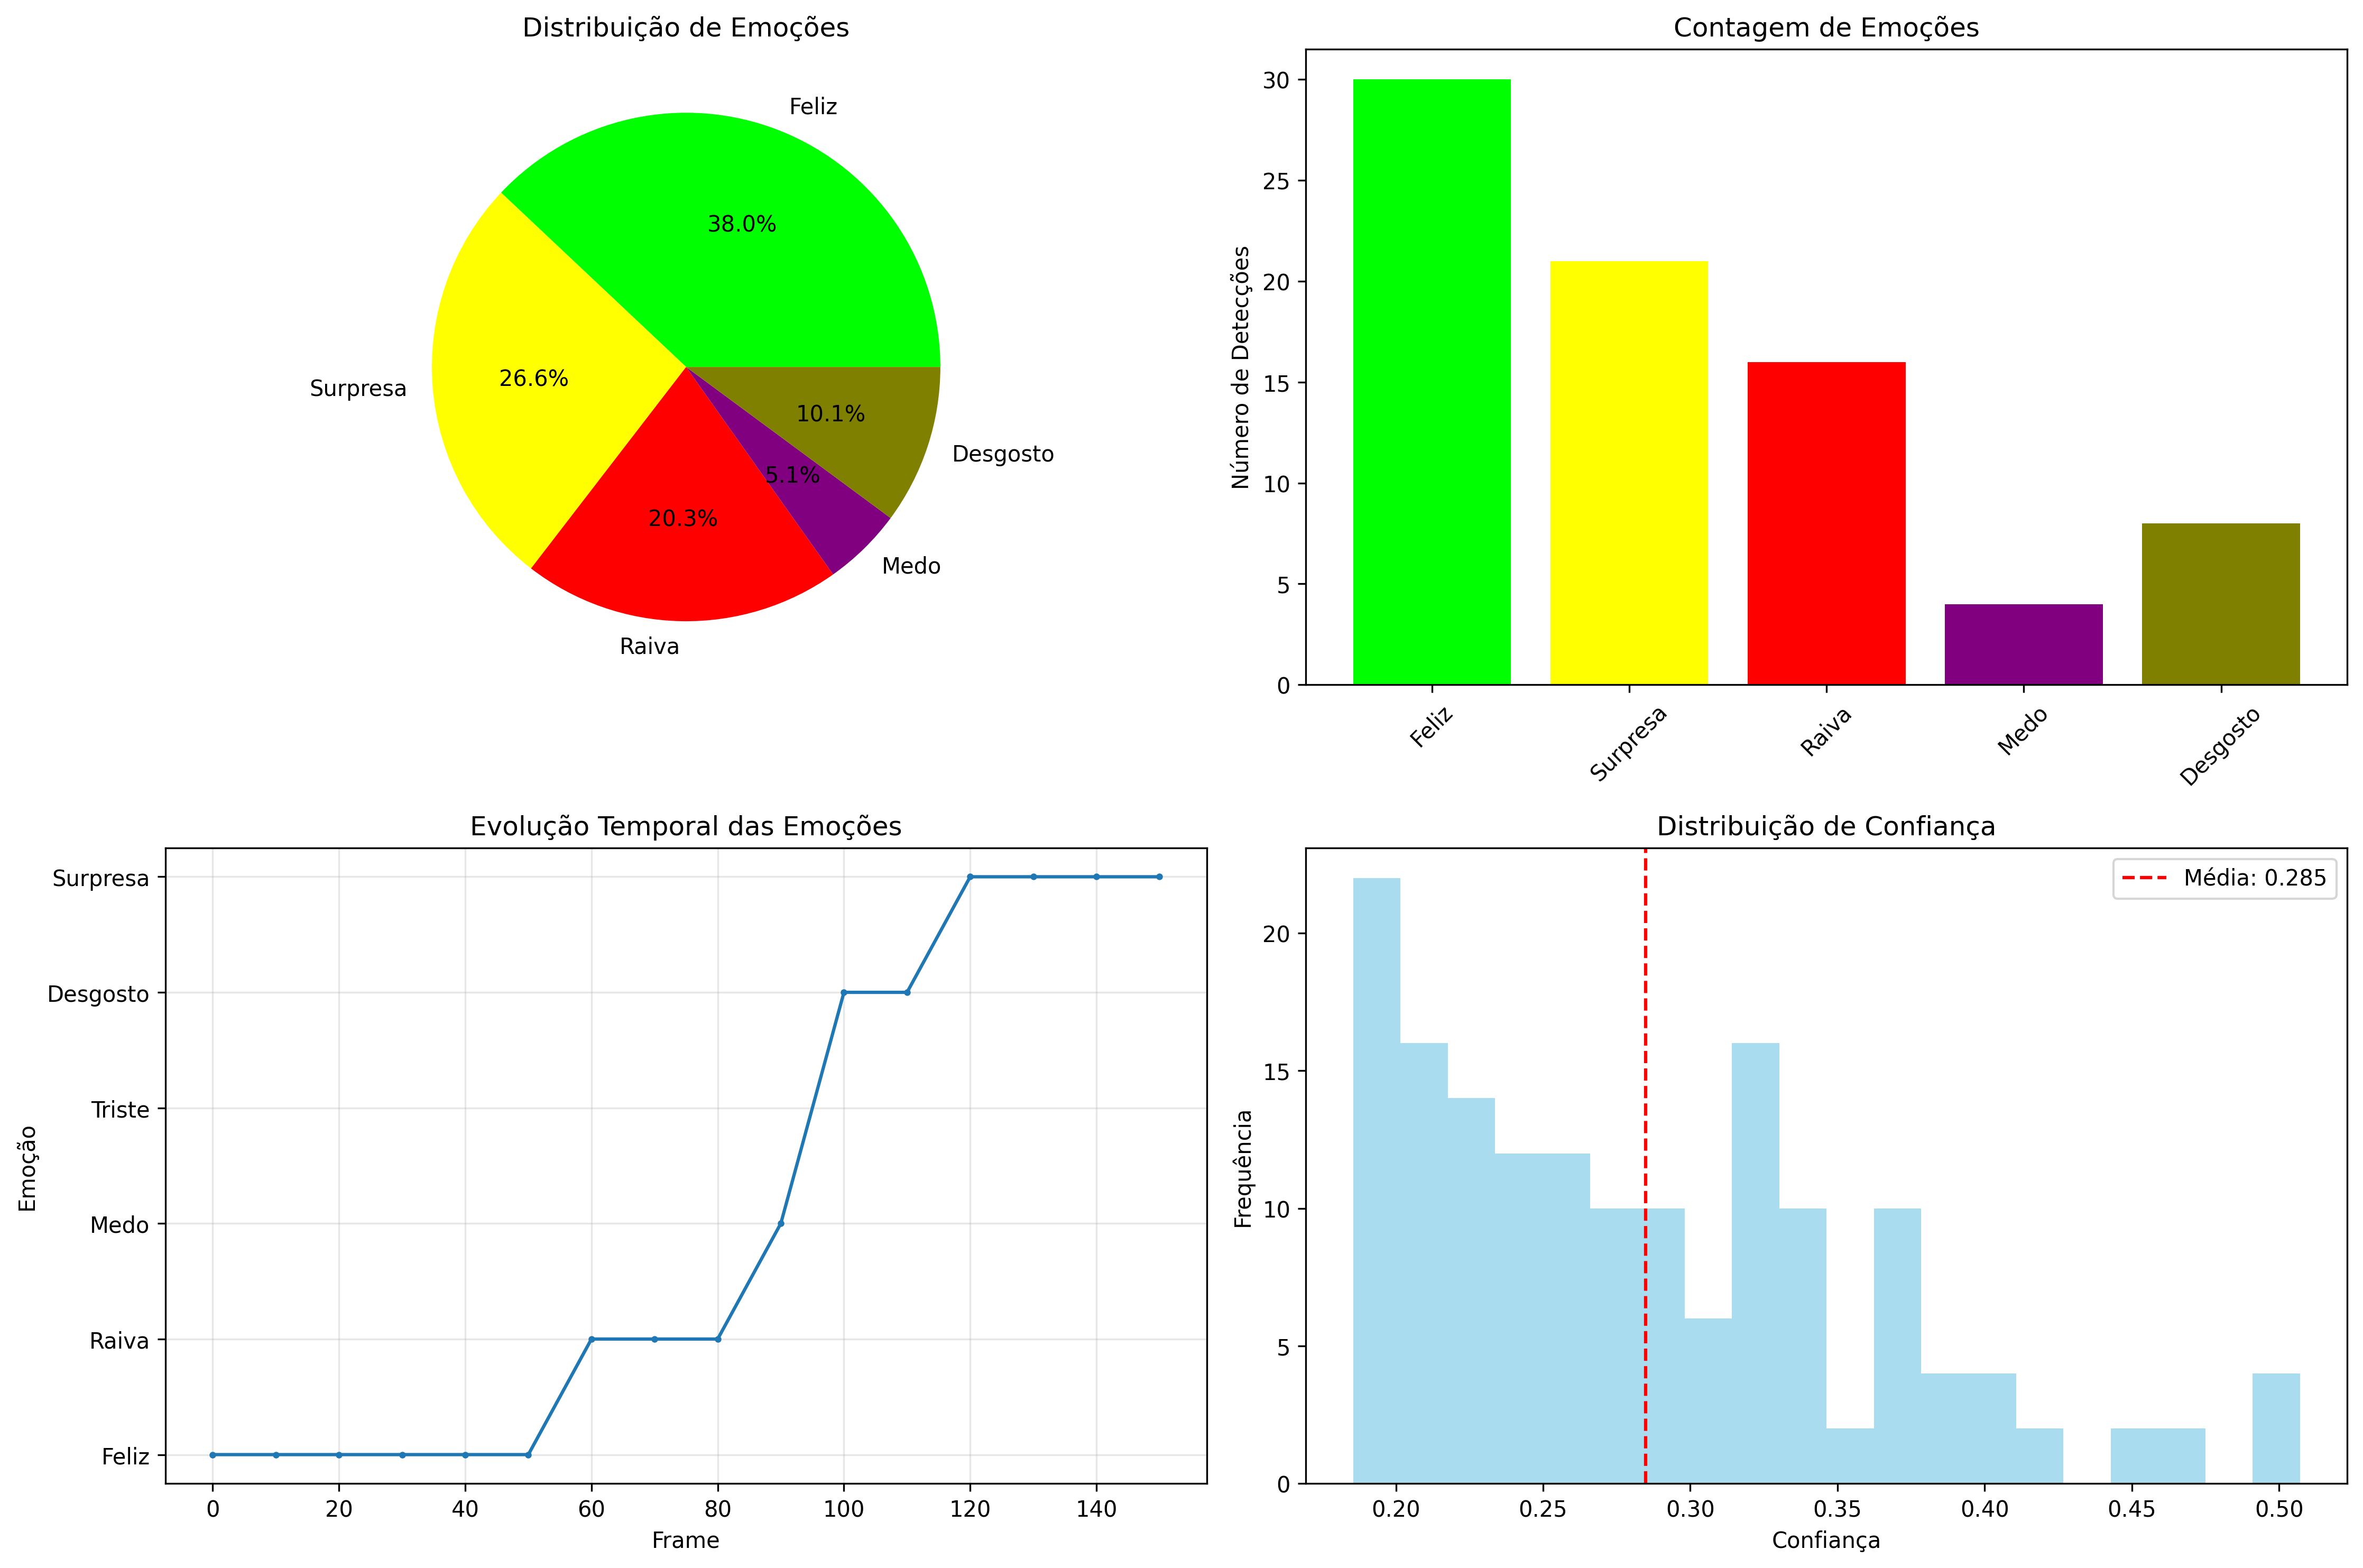 Distribuição de Emoções
Feliz
38.0%
Surpresa
26.6%
10.1%
Desgosto
5.1%
20.3%
Medo
Raiva
Contagem de Emoções
Número de Detecções
30
25
20
15
10
5
0
Feliz
Surpresa
Raiva
Medo
Desgosto
Evolução Temporal das Emoções
Emoção
Surpresa
Desgosto
Triste
Medo
Raiva
Feliz
0
20
40
60
80
100
120
140
Frame
Distribuição de Confiança
Média: 0.285
Frequência
20
15
10
5
0
0.20
0.25
0.30
0.35
0.40
0.45
0.50
Confiança